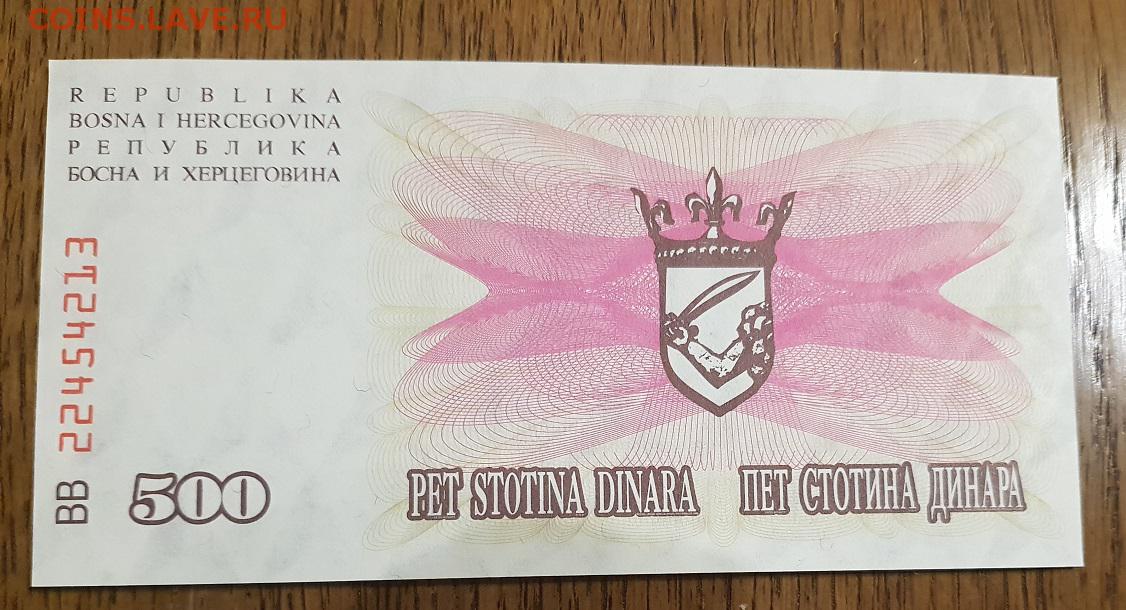 COINS.LAVE.RU
REPUBLIKA
BOSNA I HERCEGOVINA
РЕПУБЛИКА
БОСНА И ХЕРЦЕГОВИНА
BB 22454213
500
PET STOTINA DINARA
ПЕТ СТОТИНА ДИНАРА